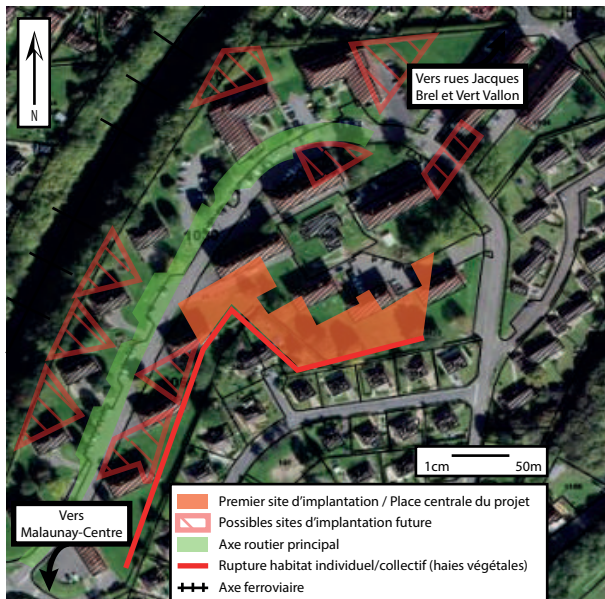 N
Vers rues Jacques
Brel et Vert Vallon
1cm
50m
Vers
Malaunay-Centre
Premier site d'implantation / Place centrale du projet
Possibles sites d'implantation future
Axe routier principal
Rupture habitat individuel/collectif (haies végétales)
Axe ferroviaire